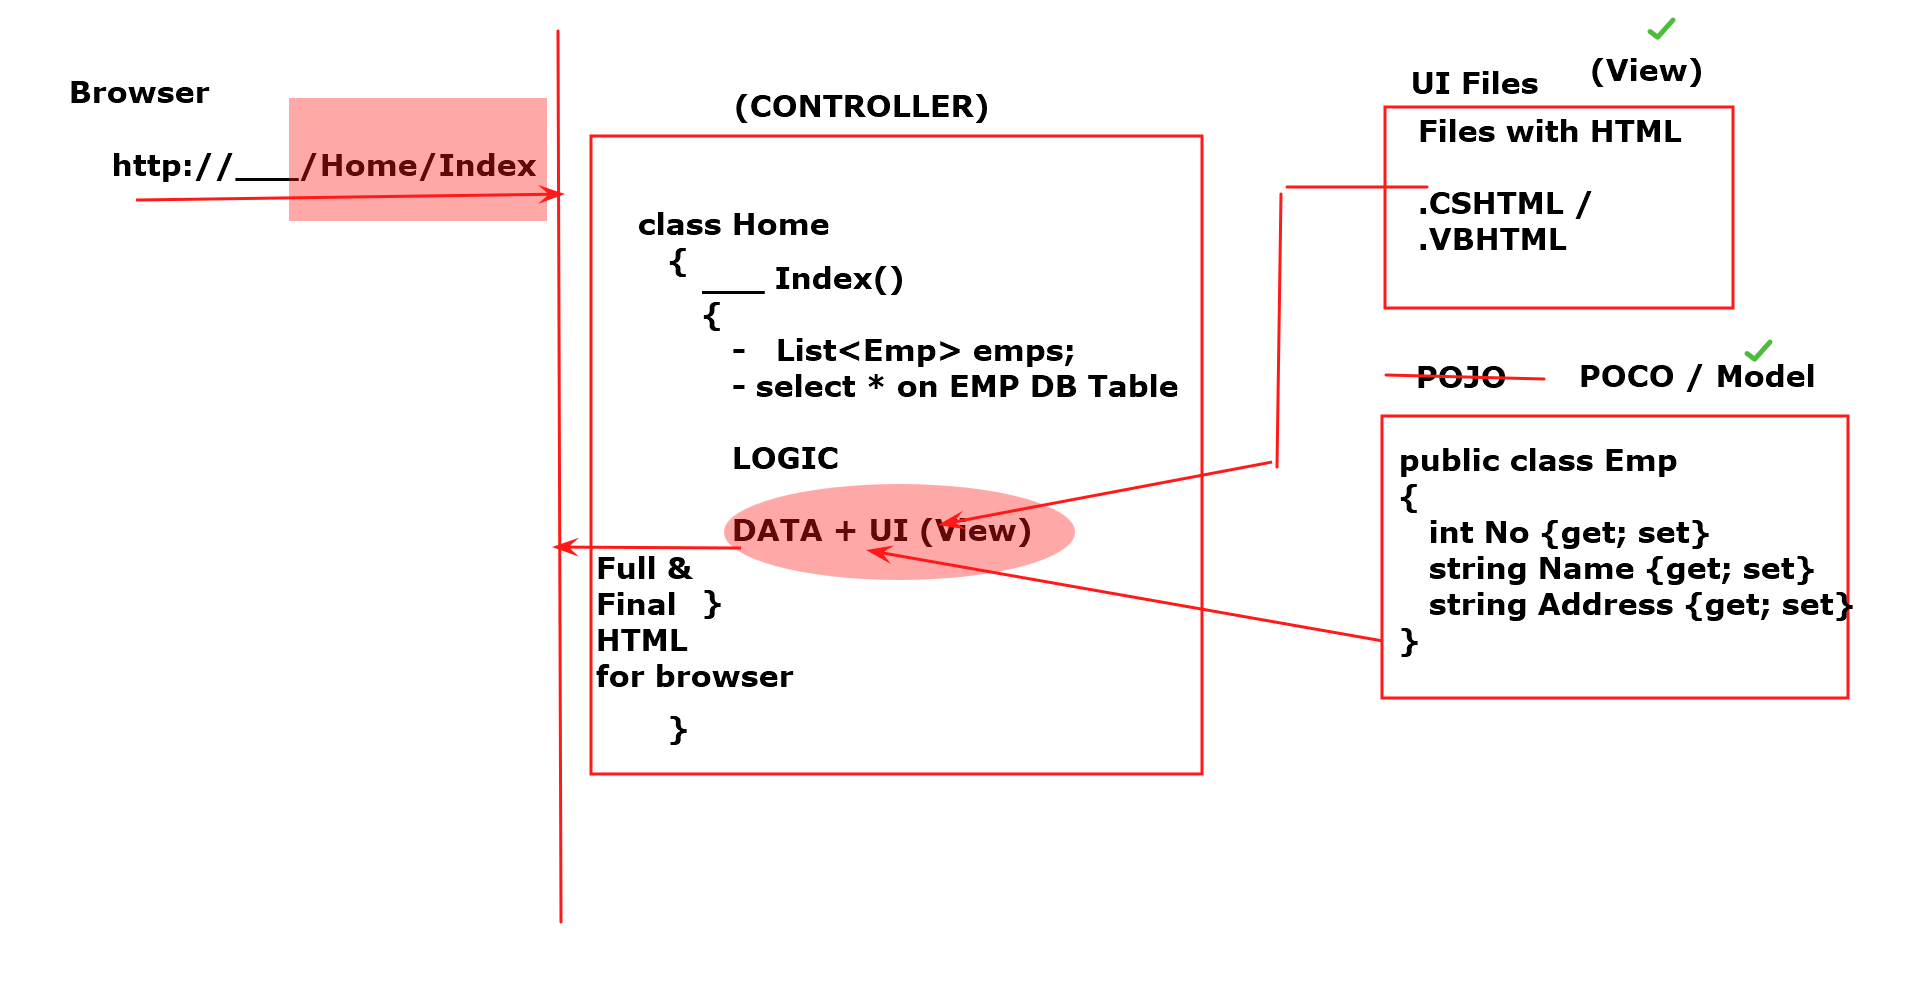 Browser
http://____/Home/Index
(CONTROLLER)
class Home
{
____ Index()
{
- List<Emp> emps;
- select * on EMP DB Table
LOGIC
DATA + UI (View)
Full &
Final }
HTML
for browser
}
UI Files (View)
Files with HTML
.CSHTML /
.VBHTML
POJO POCO / Model
public class Emp
{
int No {get; set}
string Name {get; set}
string Address {get; set}
}